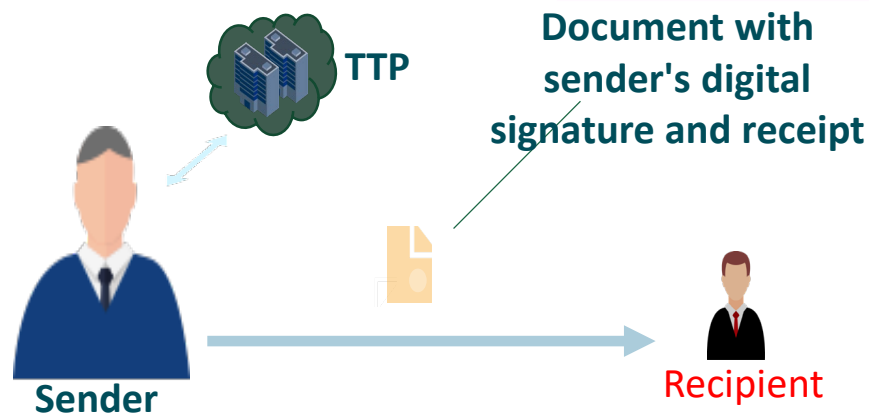 TTP
Document with
sender's digital
signature and receipt
Sender
Recipient